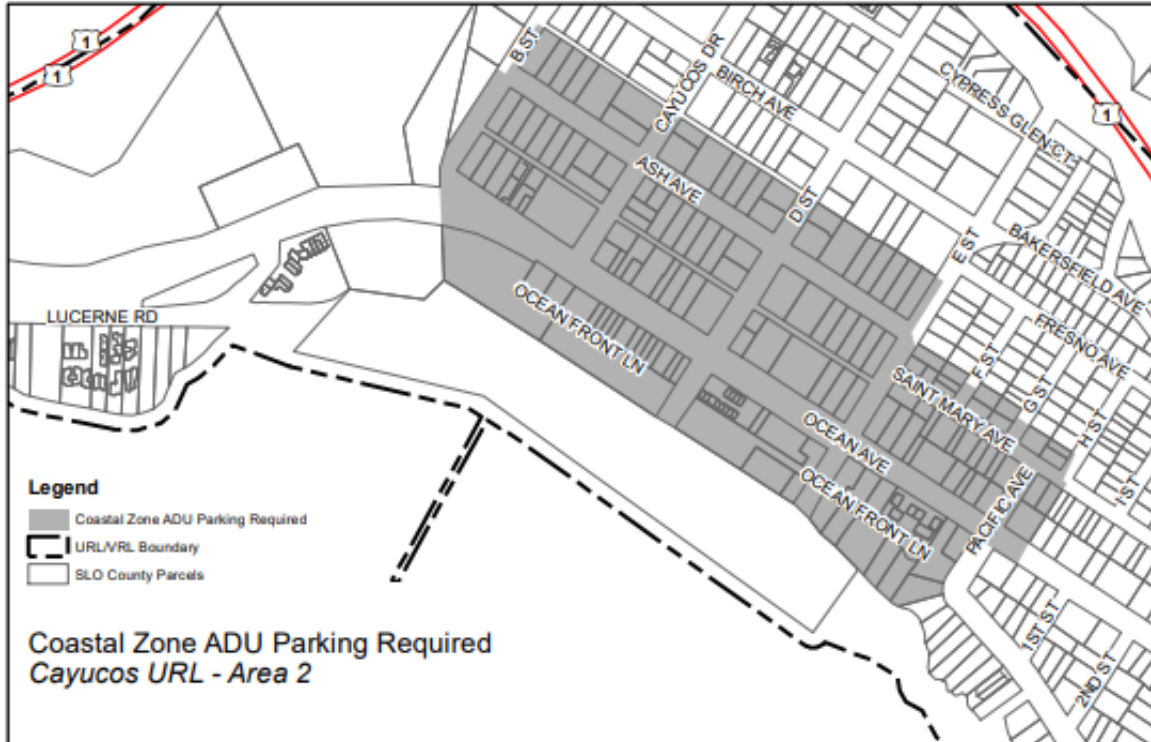 1
1
B ST
CAYUCOS DR
BIRCH AVE
CYPRESS GLEN CT
1
ASH AVE
D ST
E ST
BAKERSFIELD AVE
LUCERNE RD
OCEAN FRONT LN
FRESNO AVE
F ST
SAINT MARY AVE
G ST
H ST
OCEAN AVE
I ST
OCEAN FRONT LN
PACIFIC AVE
1ST ST
2ND ST
Legend
Coastal Zone ADU Parking Required
URL/VRL Boundary
SLO County Parcels
Coastal Zone ADU Parking Required
Cayucos URL - Area 2